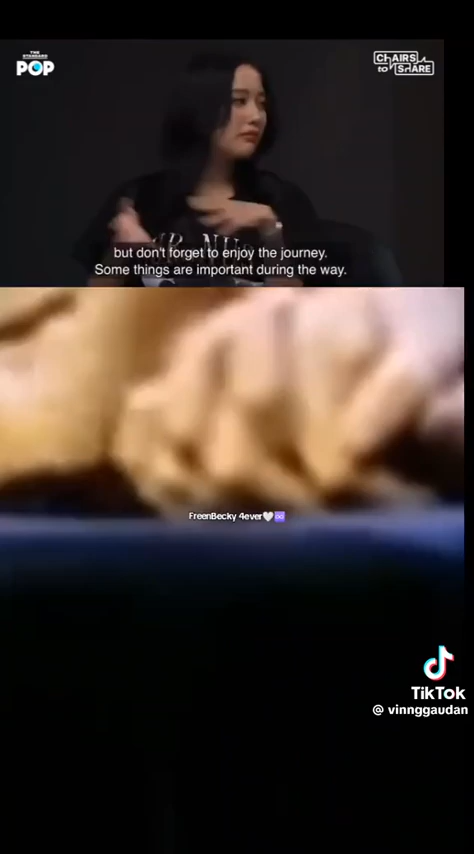 THE STANDARD
POP
CHAIRS
to SHARE
but don't forget to enjoy the journey.
Some things are important during the way.
FreenBecky 4ever🤍♾️
TikTok
@ vinnggaudan